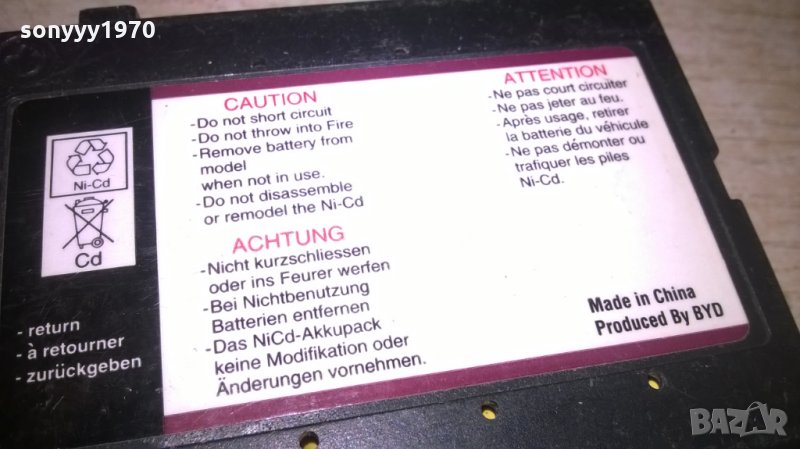 sonyyy1970
Ni-Cd
Cd
- return
- à retourner
- zurückgeben
CAUTION
-Do not short circuit
-Do not throw into Fire
-Remove battery from
model
when not in use.
-Do not disassemble
or remodel the Ni-Cd
ACHTUNG
-Nicht kurzschliessen
oder ins Feurer werfen
-Bei Nichtbenutzung
Batterien entfernen
-Das NiCd-Akkupack
keine Modifikation oder
Änderungen vornehmen.
ATTENTION
-Ne pas court circuiter
-Ne pas jeter au feu.
-Après usage, retirer
la batterie du véhicule
-Ne pas démonter ou
trafiquer les piles
Ni-Cd.
Made in China
Produced By BYD
BAZAR